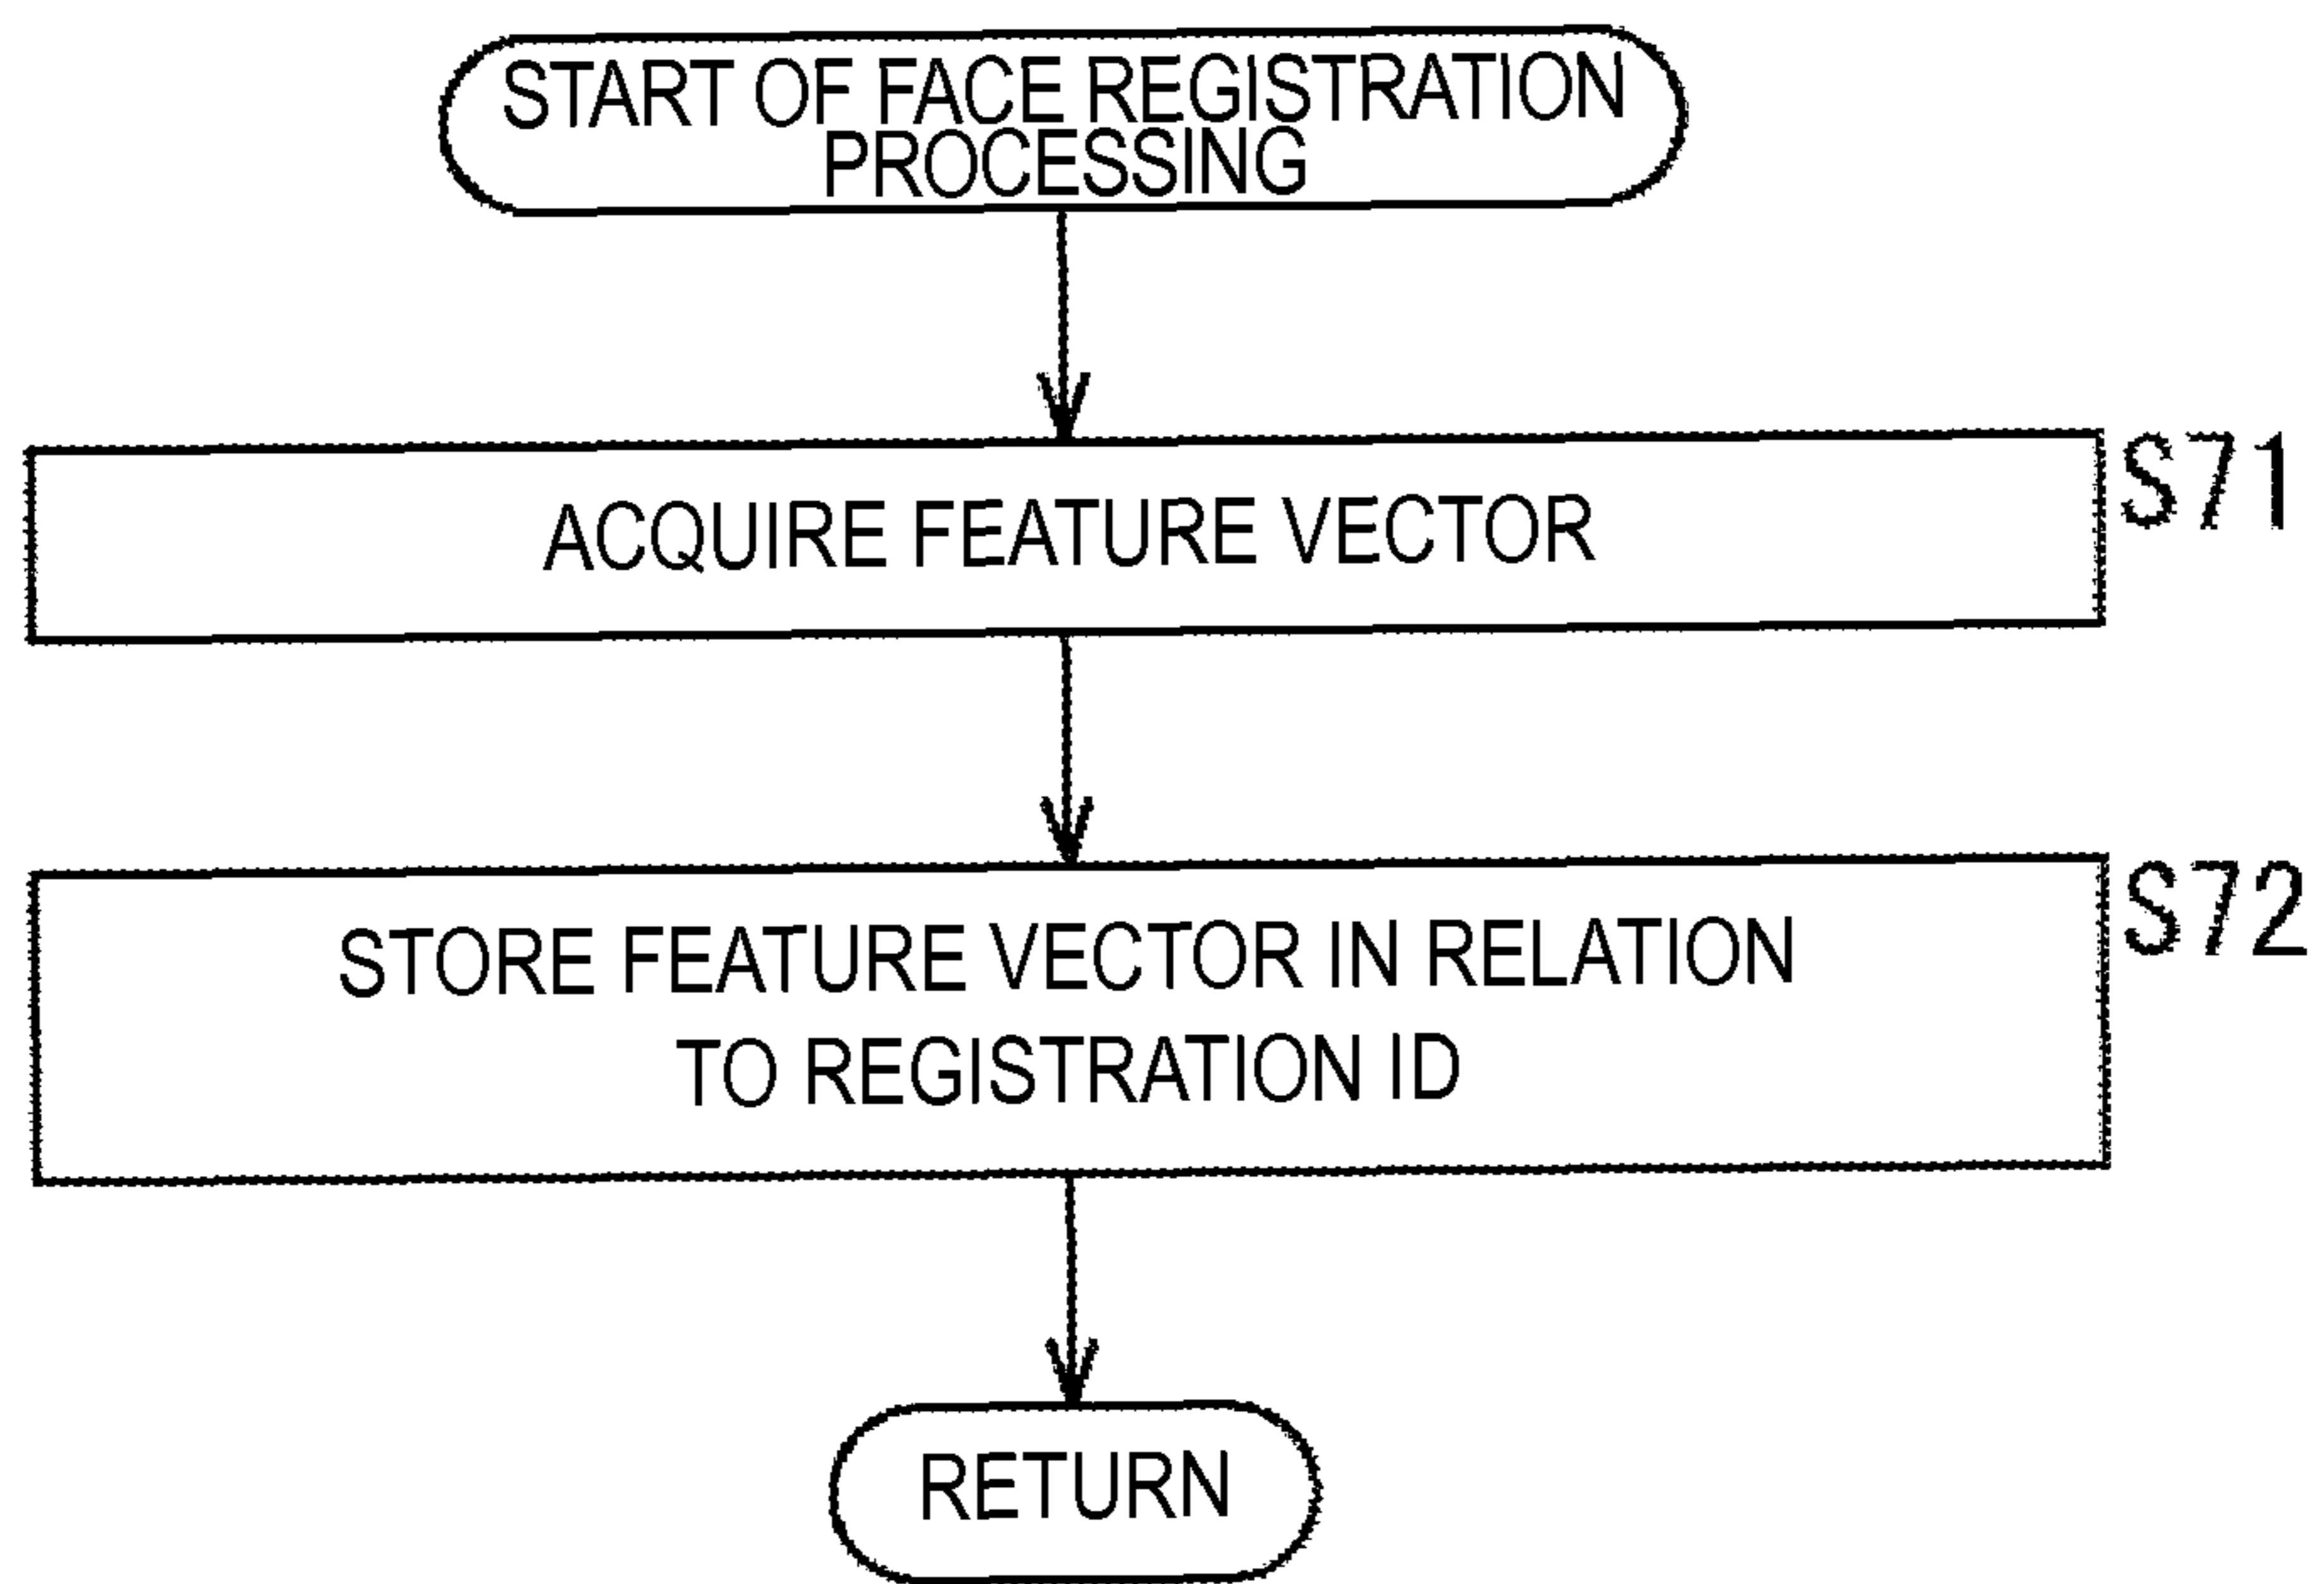 START OF FACE REGISTRATION
PROCESSING
S71
ACQUIRE FEATURE VECTOR
S72
STORE FEATURE VECTOR IN RELATION
TO REGISTRATION ID
RETURN